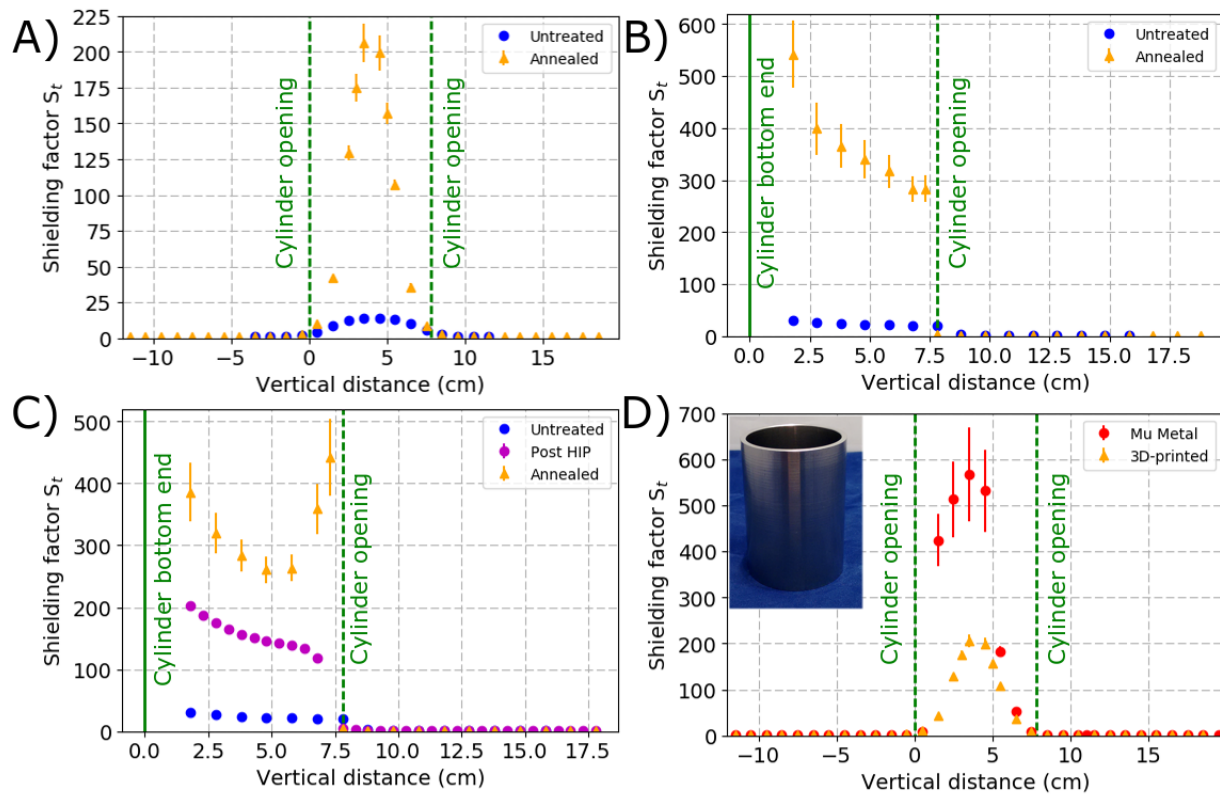 A)
Shielding factor S_t
225
200
175
150
125
100
75
50
25
0
Cylinder opening
Cylinder opening
Untreated
Annealed
−10
−5
0
5
10
15
Vertical distance (cm)
B)
Shielding factor S_t
600
500
400
300
200
100
0
Cylinder bottom end
Cylinder opening
Untreated
Annealed
0.0
2.5
5.0
7.5
10.0
12.5
15.0
17.5
Vertical distance (cm)
C)
Shielding factor S_t
500
400
300
200
100
0
Cylinder bottom end
Cylinder opening
Untreated
Post HIP
Annealed
0.0
2.5
5.0
7.5
10.0
12.5
15.0
17.5
Vertical distance (cm)
D)
Shielding factor S_t
700
600
500
400
300
200
100
0
Cylinder opening
Cylinder opening
Mu Metal
3D-printed
−10
−5
0
5
10
15
Vertical distance (cm)